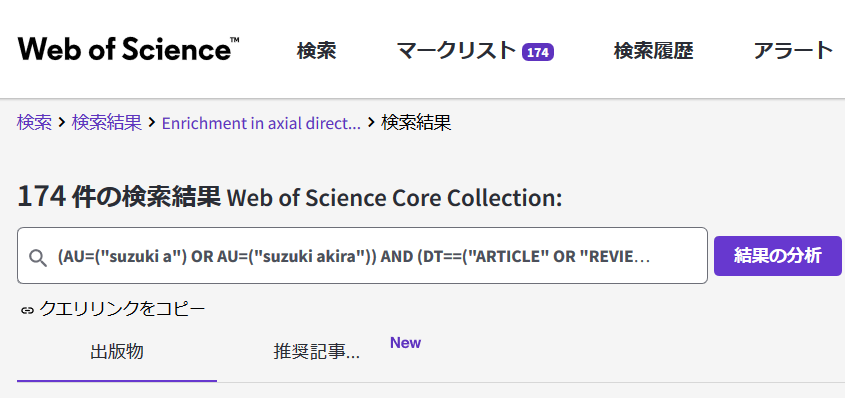 Web of Science™ 検索 マークリスト 174 検索履歴 アラート
検索 > 検索結果 > Enrichment in axial direct... > 検索結果
174 件の検索結果 Web of Science Core Collection:
(AU=("suzuki a") OR AU=("suzuki akira")) AND (DT==("ARTICLE" OR "REVIE... 結果の分析
クエリリンクをコピー
出版物 推奨記事... New